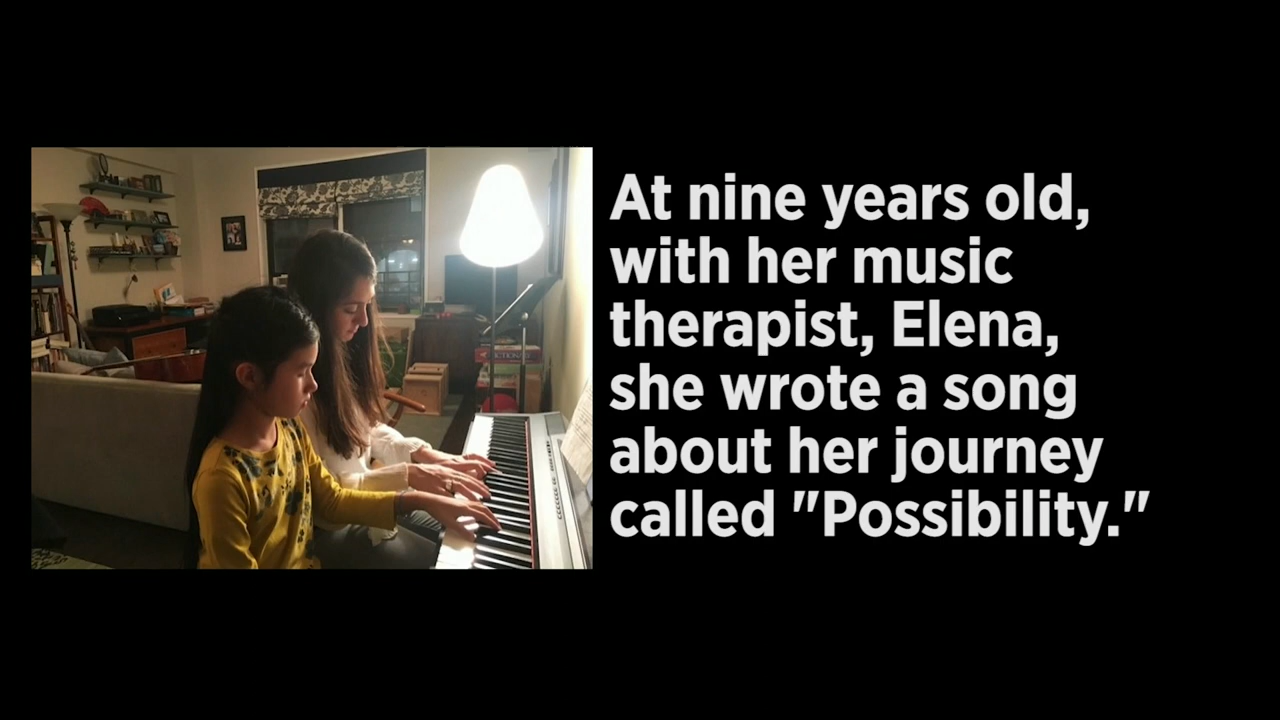 At nine years old,
with her music
therapist, Elena,
she wrote a song
about her journey
called "Possibility."